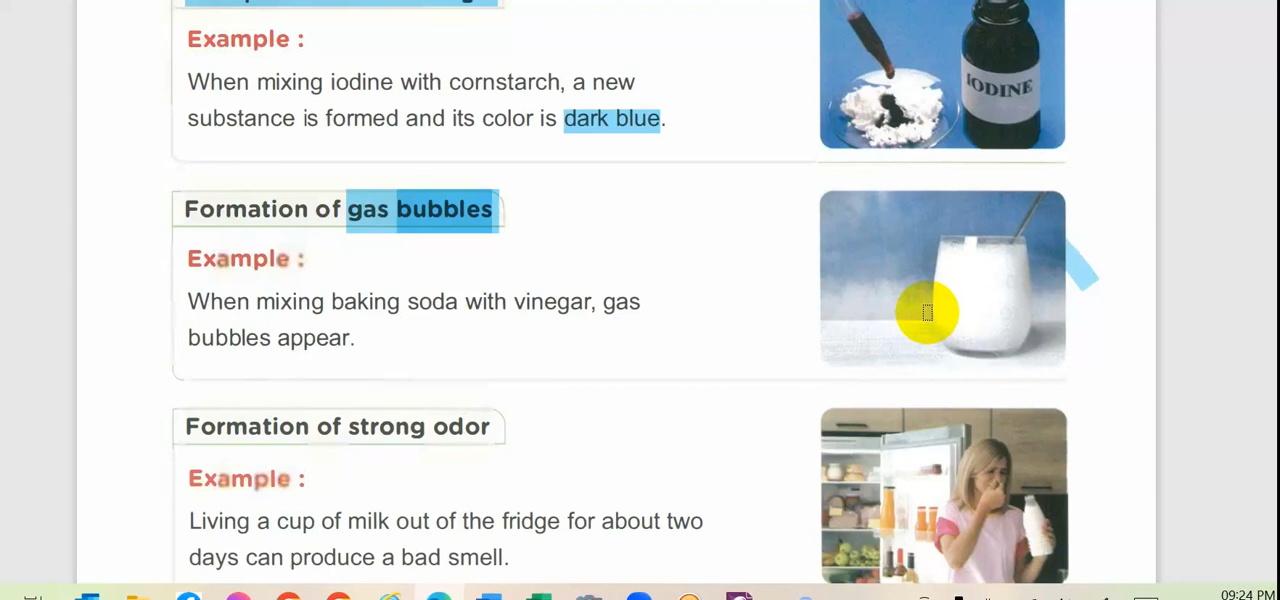 Example :
When mixing iodine with cornstarch, a new
substance is formed and its color is dark blue.
IODINE
Formation of gas bubbles
Example :
When mixing baking soda with vinegar, gas
bubbles appear.
Formation of strong odor
Example :
Living a cup of milk out of the fridge for about two
days can produce a bad smell.
09:24 PM